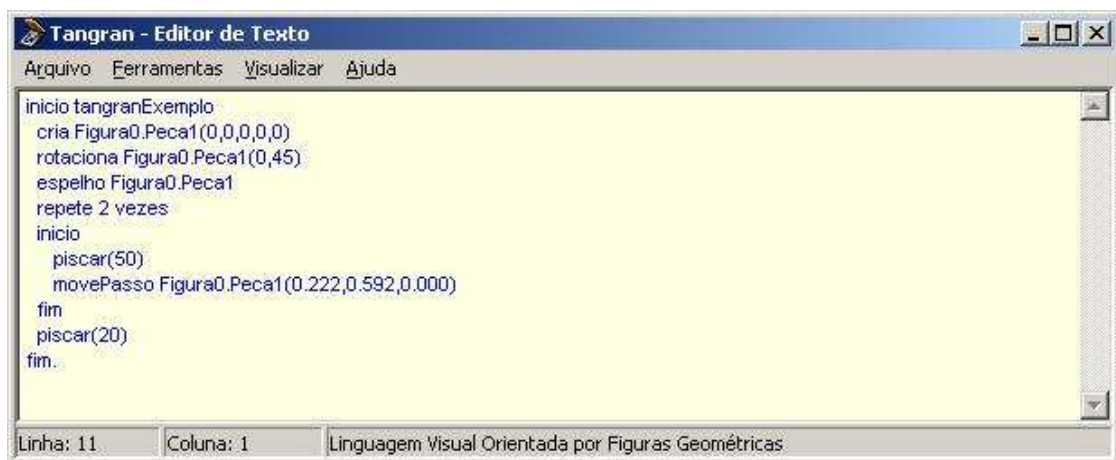 Tangran - Editor de Texto
Arquivo Ferramentas Visualizar Ajuda
inicio tangranExemplo
cria Figura0.Peca1(0,0,0,0,0)
rotaciona Figura0.Peca1(0,45)
espelho Figura0.Peca1
repete 2 vezes
inicio
piscar(50)
movePasso Figura0.Peca1(0.222,0.592,0.000)
fim
piscar(20)
fim.
Linha: 11 Coluna: 1 Linguagem Visual Orientada por Figuras Geométricas